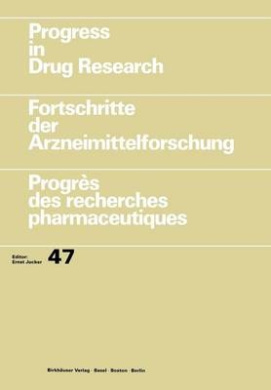 Progress
in
Drug Research
Fortschritte
der
Arzneimittelforschung
Progrès
des recherches
pharmaceutiques
Editor:
Ernst Jucker
47
Birkhäuser Verlag · Basel · Boston · Berlin